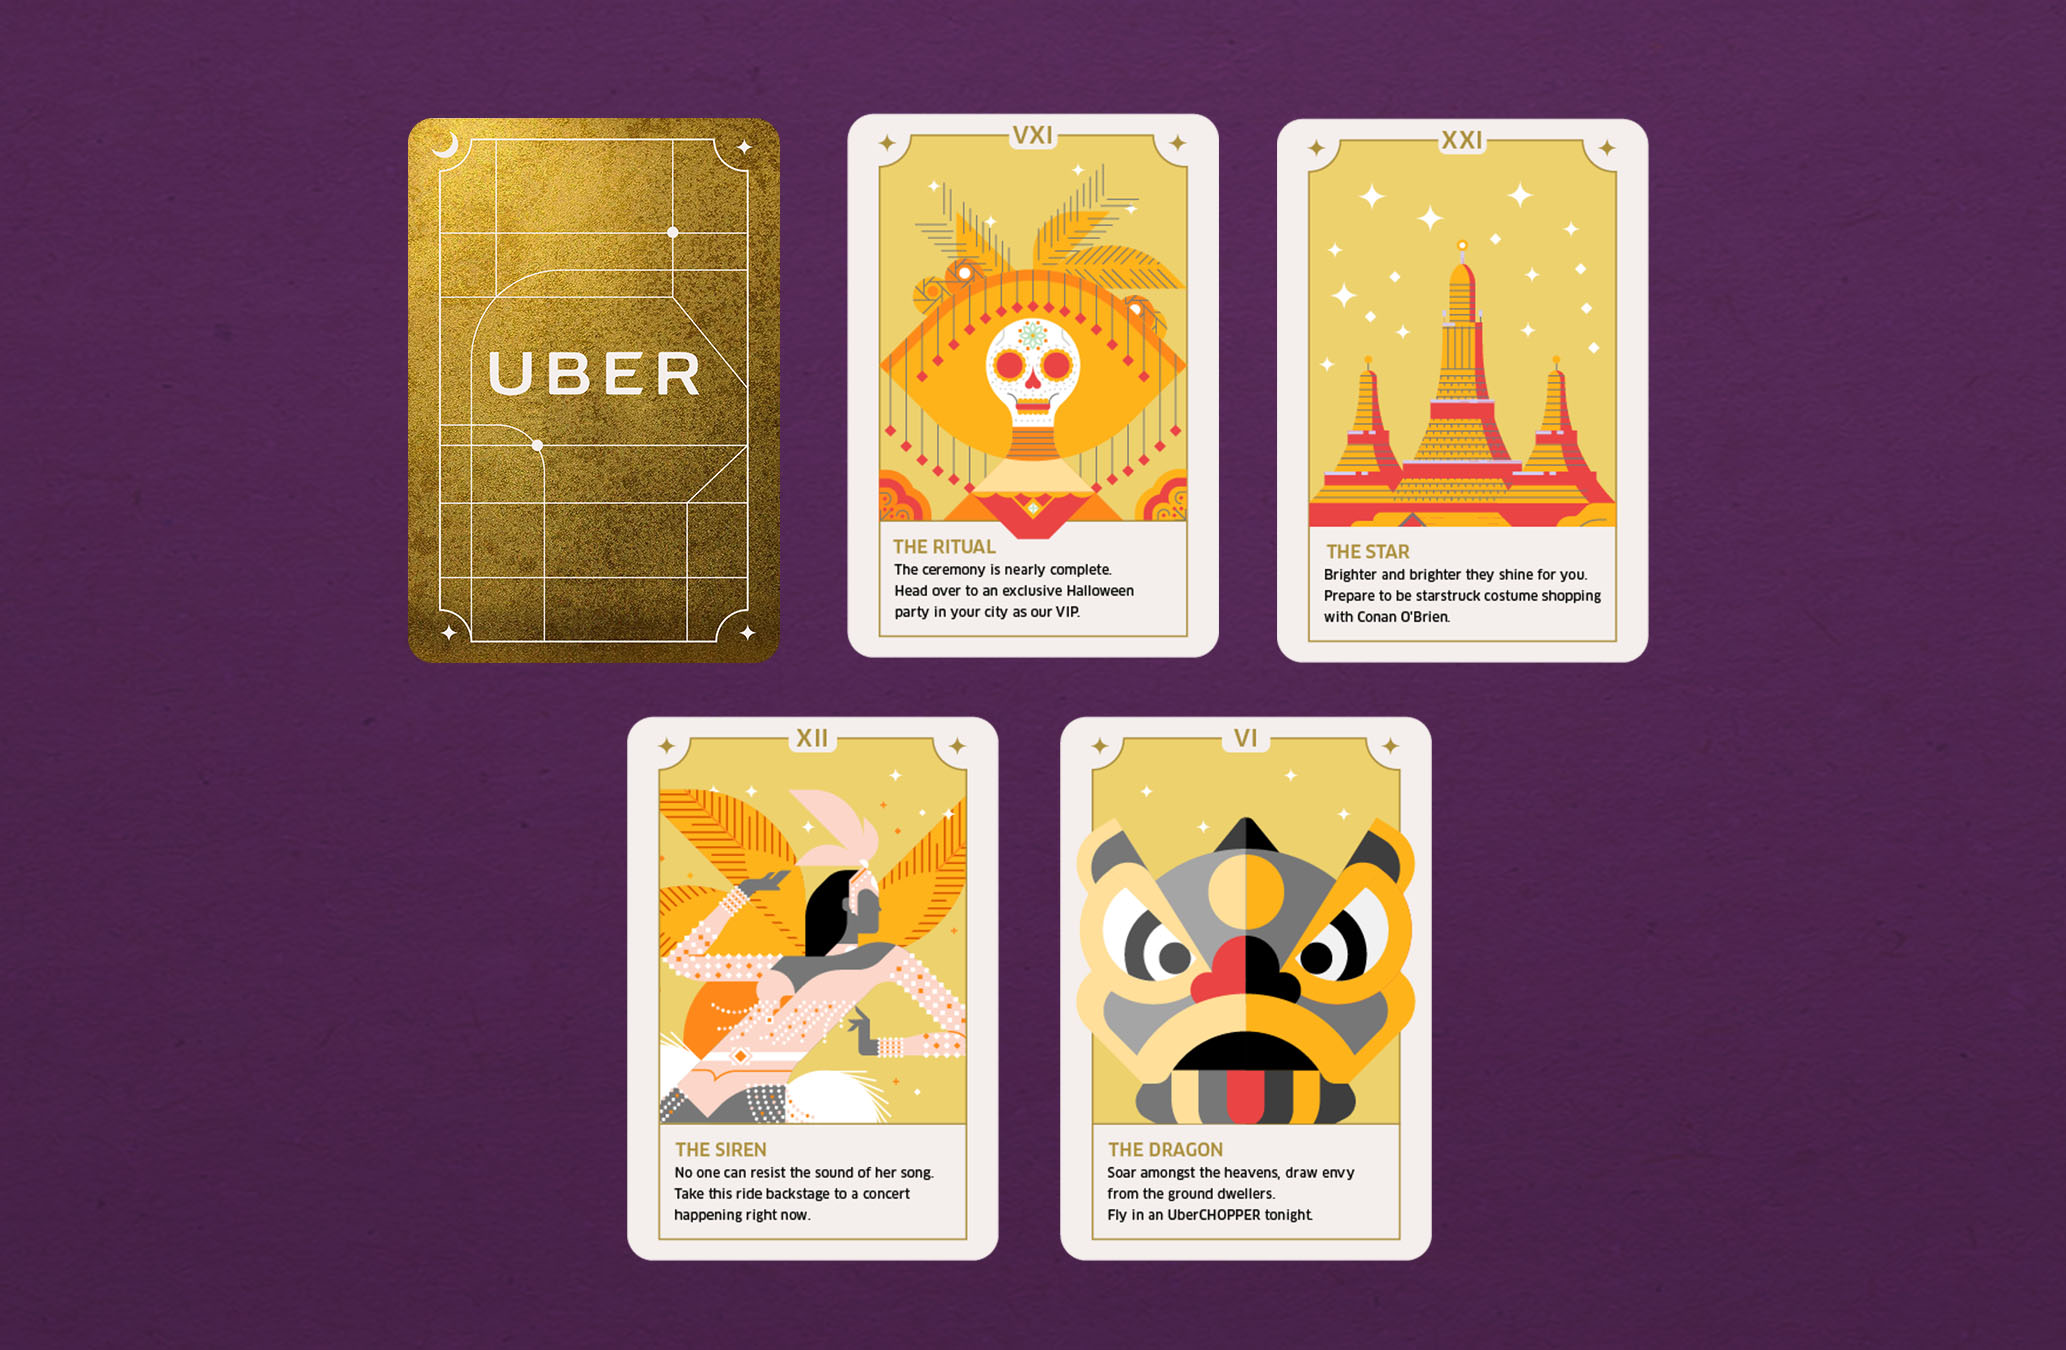 UBER
VXI
THE RITUAL
The ceremony is nearly complete.
Head over to an exclusive Halloween
party in your city as our VIP.
XXI
THE STAR
Brighter and brighter they shine for you.
Prepare to be starstruck costume shopping
with Conan O'Brien.
XII
THE SIREN
No one can resist the sound of her song.
Take this ride backstage to a concert
happening right now.
VI
THE DRAGON
Soar amongst the heavens, draw envy
from the ground dwellers.
Fly in an UberCHOPPER tonight.